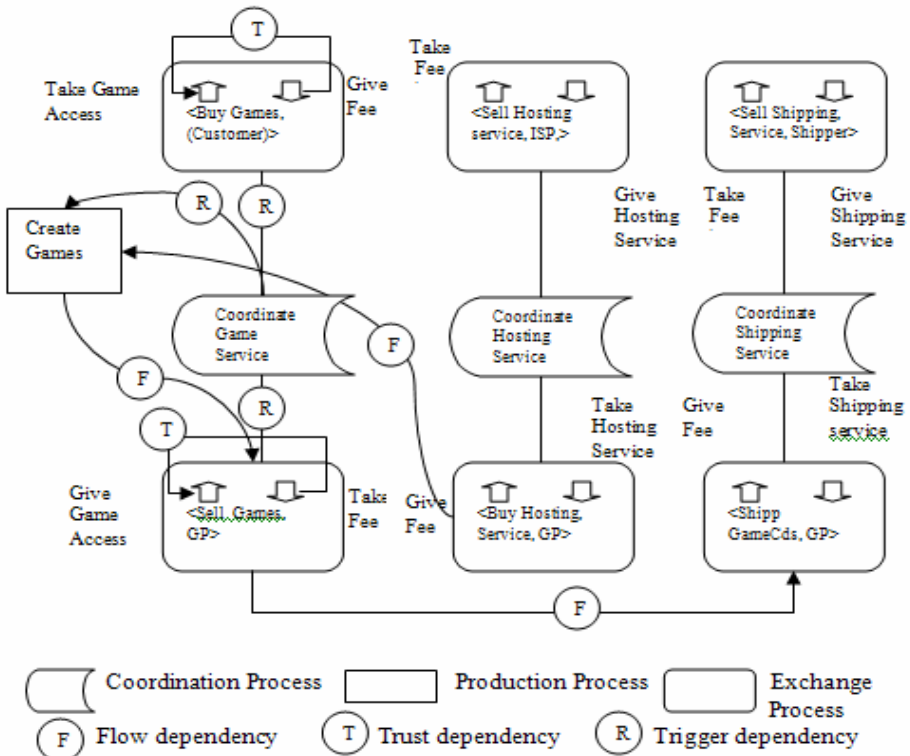 T
Take Game
Access
Give
Fee
Take
Fee
<Buy Games,
(Customer)>
<Sell Hosting
service, ISP,>
<Sell Shipping,
Service, Shipper>
R
R
Give
Hosting
Service
Take
Fee
Give
Shipping
Service
Create
Games
Coordinate
Game
Service
F
Coordinate
Hosting
Service
Coordinate
Shipping
Service
F
R
T
Take
Hosting
Service
Give
Fee
Take
Shipping
service
Give
Game
Access
Take
Fee
Give
Fee
<Sell, Games,
GP>
<Buy Hosting,
Service, GP>
<Shipp
GameCds, GP>
F
Coordination Process
Production Process
Exchange
Process
F Flow dependency
T Trust dependency
R Trigger dependency